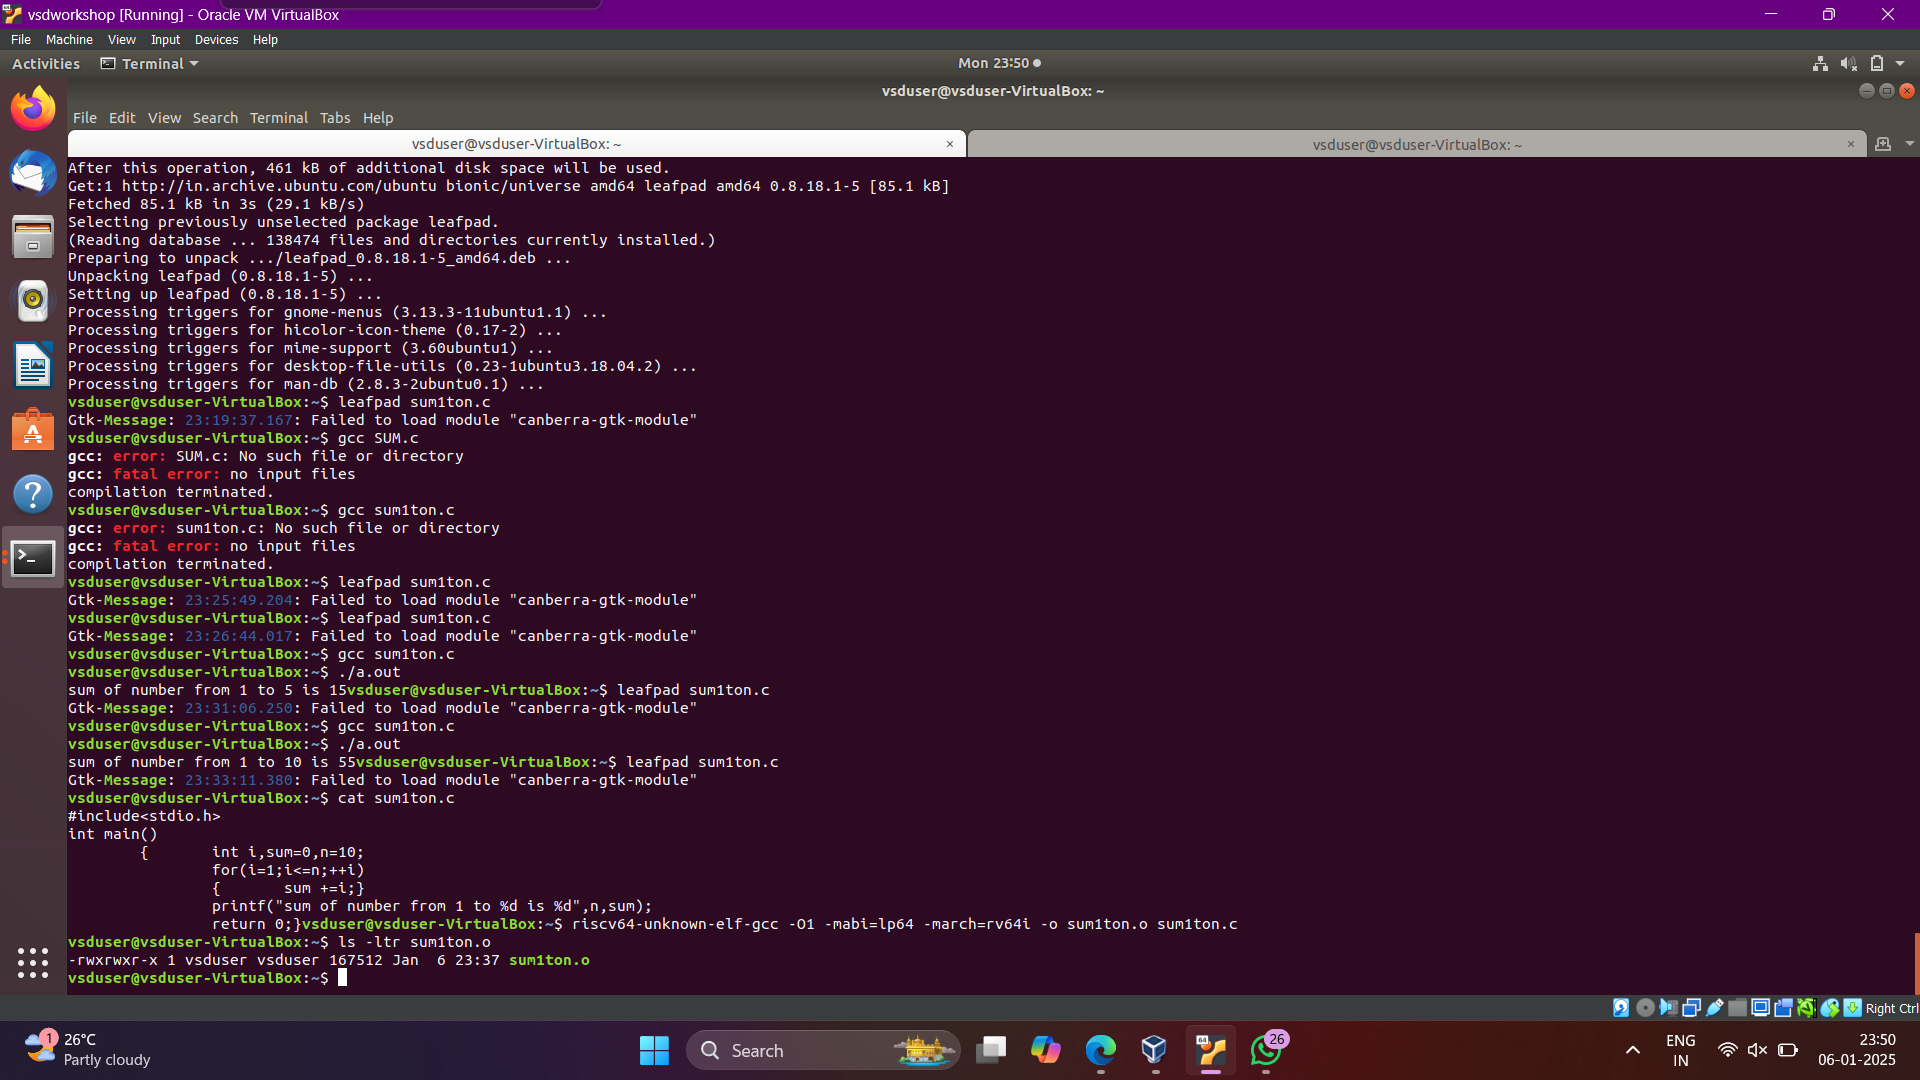 vsdworkshop [Running] - Oracle VM VirtualBox
File Machine View Input Devices Help
Activities Terminal Mon 23:50
vsduser@vsduser-VirtualBox: ~
File Edit View Search Terminal Tabs Help
vsduser@vsduser-VirtualBox: ~ × vsduser@vsduser-VirtualBox: ~ ×
After this operation, 461 kB of additional disk space will be used.
Get:1 http://in.archive.ubuntu.com/ubuntu bionic/universe amd64 leafpad amd64 0.8.18.1-5 [85.1 kB]
Fetched 85.1 kB in 3s (29.1 kB/s)
Selecting previously unselected package leafpad.
(Reading database ... 138474 files and directories currently installed.)
Preparing to unpack .../leafpad_0.8.18.1-5_amd64.deb ...
Unpacking leafpad (0.8.18.1-5) ...
Setting up leafpad (0.8.18.1-5) ...
Processing triggers for gnome-menus (3.13.3-11ubuntu1.1) ...
Processing triggers for hicolor-icon-theme (0.17-2) ...
Processing triggers for mime-support (3.60ubuntu1) ...
Processing triggers for desktop-file-utils (0.23-1ubuntu3.18.04.2) ...
Processing triggers for man-db (2.8.3-2ubuntu0.1) ...
vsduser@vsduser-VirtualBox:~$ leafpad sum1ton.c
Gtk-Message: 23:19:37.167: Failed to load module "canberra-gtk-module"
vsduser@vsduser-VirtualBox:~$ gcc SUM.c
gcc: error: SUM.c: No such file or directory
gcc: fatal error: no input files
compilation terminated.
vsduser@vsduser-VirtualBox:~$ gcc sum1ton.c
gcc: error: sum1ton.c: No such file or directory
gcc: fatal error: no input files
compilation terminated.
vsduser@vsduser-VirtualBox:~$ leafpad sum1ton.c
Gtk-Message: 23:25:49.204: Failed to load module "canberra-gtk-module"
vsduser@vsduser-VirtualBox:~$ leafpad sum1ton.c
Gtk-Message: 23:26:44.017: Failed to load module "canberra-gtk-module"
vsduser@vsduser-VirtualBox:~$ gcc sum1ton.c
vsduser@vsduser-VirtualBox:~$ ./a.out
sum of number from 1 to 5 is 15vsduser@vsduser-VirtualBox:~$ leafpad sum1ton.c
Gtk-Message: 23:31:06.250: Failed to load module "canberra-gtk-module"
vsduser@vsduser-VirtualBox:~$ gcc sum1ton.c
vsduser@vsduser-VirtualBox:~$ ./a.out
sum of number from 1 to 10 is 55vsduser@vsduser-VirtualBox:~$ leafpad sum1ton.c
Gtk-Message: 23:33:11.380: Failed to load module "canberra-gtk-module"
vsduser@vsduser-VirtualBox:~$ cat sum1ton.c
#include<stdio.h>
int main()
{ int i,sum=0,n=10;
for(i=1;i<=n;++i)
{ sum +=i;}
printf("sum of number from 1 to %d is %d",n,sum);
return 0;}vsduser@vsduser-VirtualBox:~$ riscv64-unknown-elf-gcc -O1 -mabi=lp64 -march=rv64i -o sum1ton.o sum1ton.c
vsduser@vsduser-VirtualBox:~$ ls -ltr sum1ton.o
-rwxrwxr-x 1 vsduser vsduser 167512 Jan  6 23:37 sum1ton.o
vsduser@vsduser-VirtualBox:~$
Right Ctrl
1 26°C
Partly cloudy
Search
64
26
ENG
IN
23:50
06-01-2025